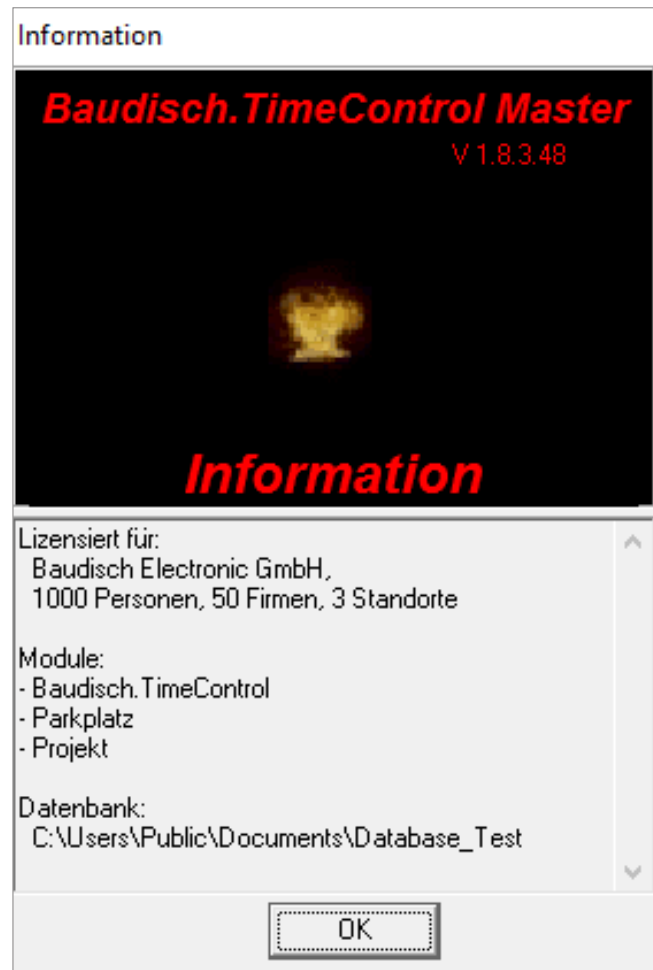 Information
Baudisch.TimeControl Master
V 1.8.3.48
Information
Lizensiert für:
Baudisch Electronic GmbH,
1000 Personen, 50 Firmen, 3 Standorte
Module:
- Baudisch.TimeControl
- Parkplatz
- Projekt
Datenbank:
C:\Users\Public\Documents\Database_Test
OK